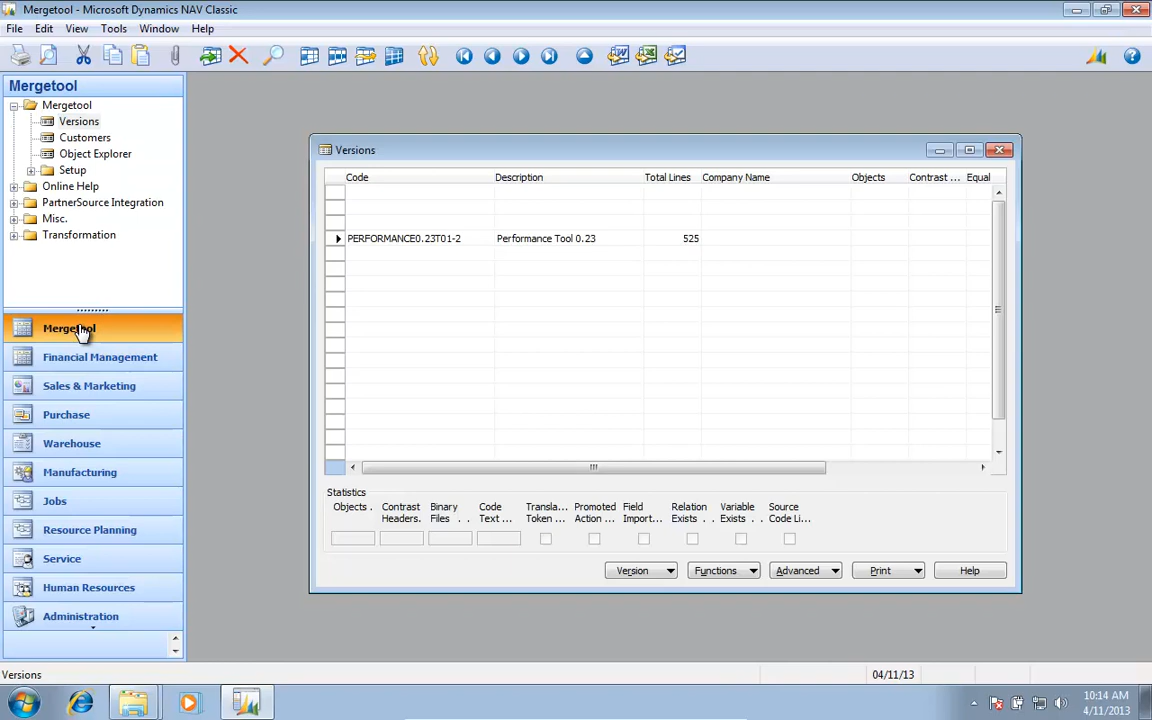 Mergetool - Microsoft Dynamics NAV Classic
File Edit View Tools Window Help
Mergetool
Mergetool
Versions
Customers
Object Explorer
Setup
Online Help
PartnerSource Integration
Misc.
Transformation
Mergetool
Financial Management
Sales & Marketing
Purchase
Warehouse
Manufacturing
Jobs
Resource Planning
Service
Human Resources
Administration
Versions
Code Description Total Lines Company Name Objects Contrast ... Equal
PERFORMANCE0.23T01-2 Performance Tool 0.23 525
Statistics
Objects . Contrast Binary Code Transla... Promoted Field Relation Variable Source
Headers. Files . . Text ... Token ... Action ... Import... Exists . . Exists . . Code Li...
Version Functions Advanced Print Help
Versions 04/11/13
10:14 AM
4/11/2013